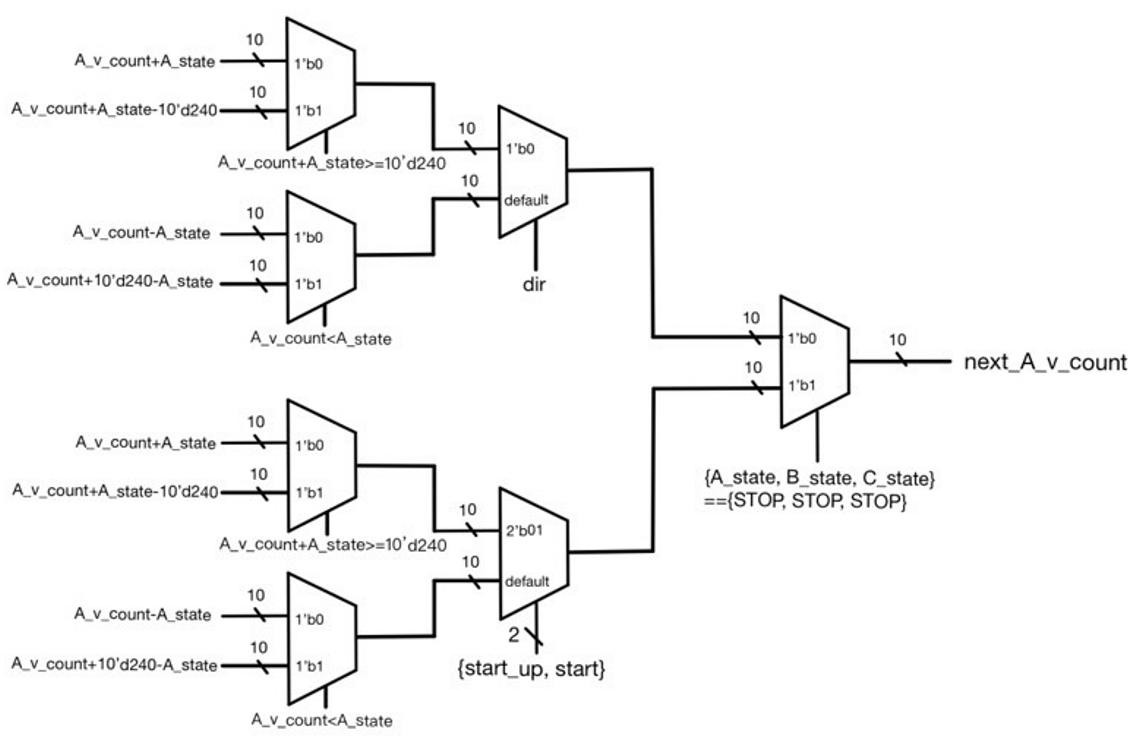 10
A_v_count+A_state
1'b0
10
A_v_count+A_state-10'd240
1'b1
A_v_count+A_state>=10'd240
10
1'b0
10
default
dir
10
A_v_count-A_state
1'b0
10
A_v_count+10'd240-A_state
1'b1
A_v_count<A_state
10
1'b0
10
1'b1
10
next_A_v_count
{A_state, B_state, C_state}
=={STOP, STOP, STOP}
10
A_v_count+A_state
1'b0
10
A_v_count+A_state-10'd240
1'b1
A_v_count+A_state>=10'd240
10
2'b01
10
default
2
{start_up, start}
10
A_v_count-A_state
1'b0
10
A_v_count+10'd240-A_state
1'b1
A_v_count<A_state